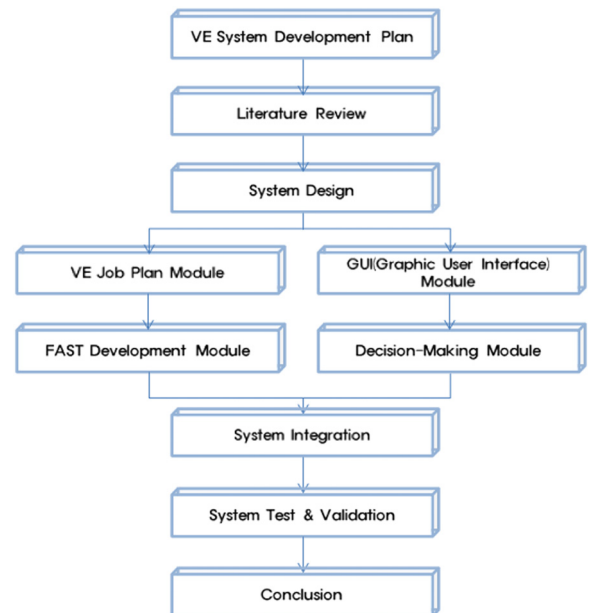 VE System Development Plan
Literature Review
System Design
VE Job Plan Module
GUI(Graphic User Interface)
Module
FAST Development Module
Decision-Making Module
System Integration
System Test & Validation
Conclusion